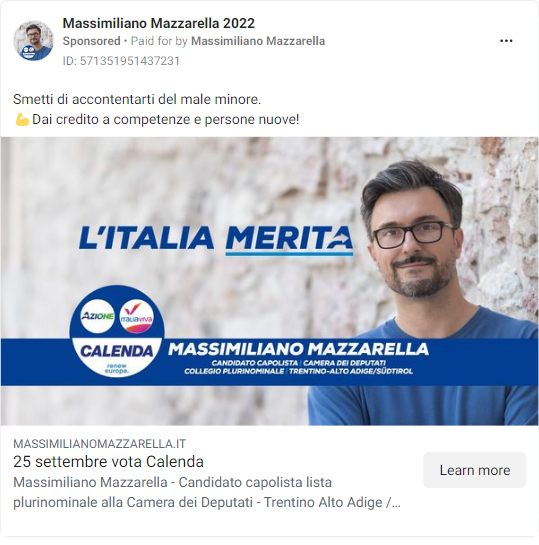 Massimiliano Mazzarella 2022
Sponsored • Paid for by Massimiliano Mazzarella
ID: 571351951437231
Smetti di accontentarti del male minore.
💪Dai credito a competenze e persone nuove!
L'ITALIA MERITA
AZIONE
ITALIAVIVA
CALENDA
renew
europe.
MASSIMILIANO MAZZARELLA
CANDIDATO CAPOLISTA | CAMERA DEI DEPUTATI
COLLEGIO PLURINOMINALE | TRENTINO-ALTO ADIGE/SÜDTIROL
MASSIMILIANOMAZZARELLA.IT
25 settembre vota Calenda
Massimiliano Mazzarella - Candidato capolista lista
plurinominale alla Camera dei Deputati - Trentino Alto Adige /...
Learn more